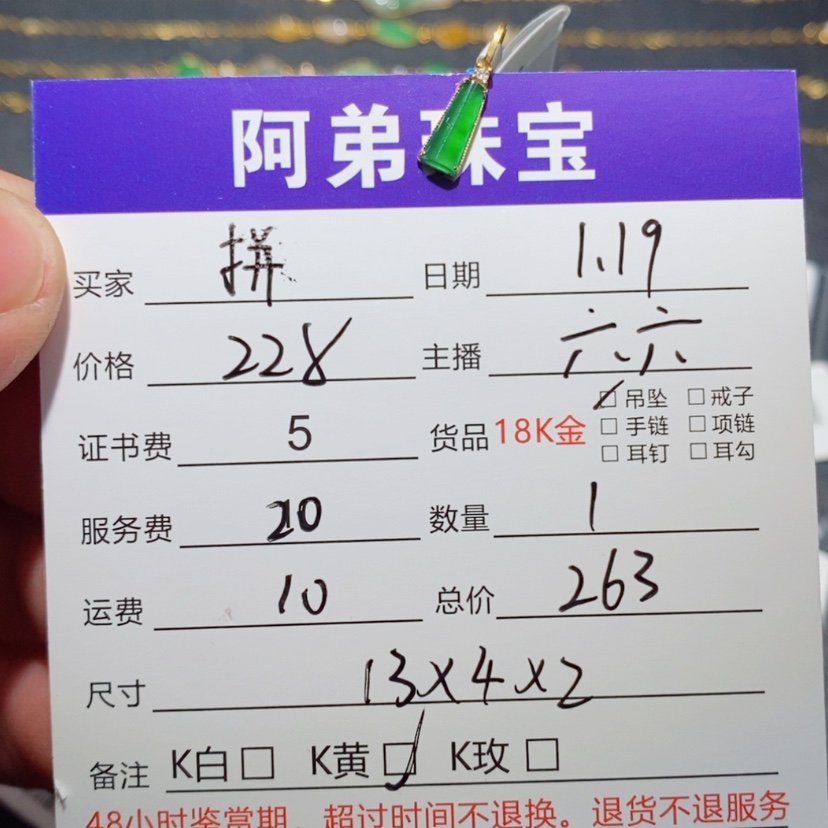 阿弟珠宝
买家 拼 日期 1.19
价格 228 主播 六六
证书费 5 货品 18K金 ☑吊坠 □戒子
□手链 □项链
□耳钉 □耳勾
服务费 20 数量 1
运费 10 总价 263
尺寸 13×4×2
备注 K白□ K黄☑ K玫□
48小时鉴赏期，超过时间不退换。退货不退服务